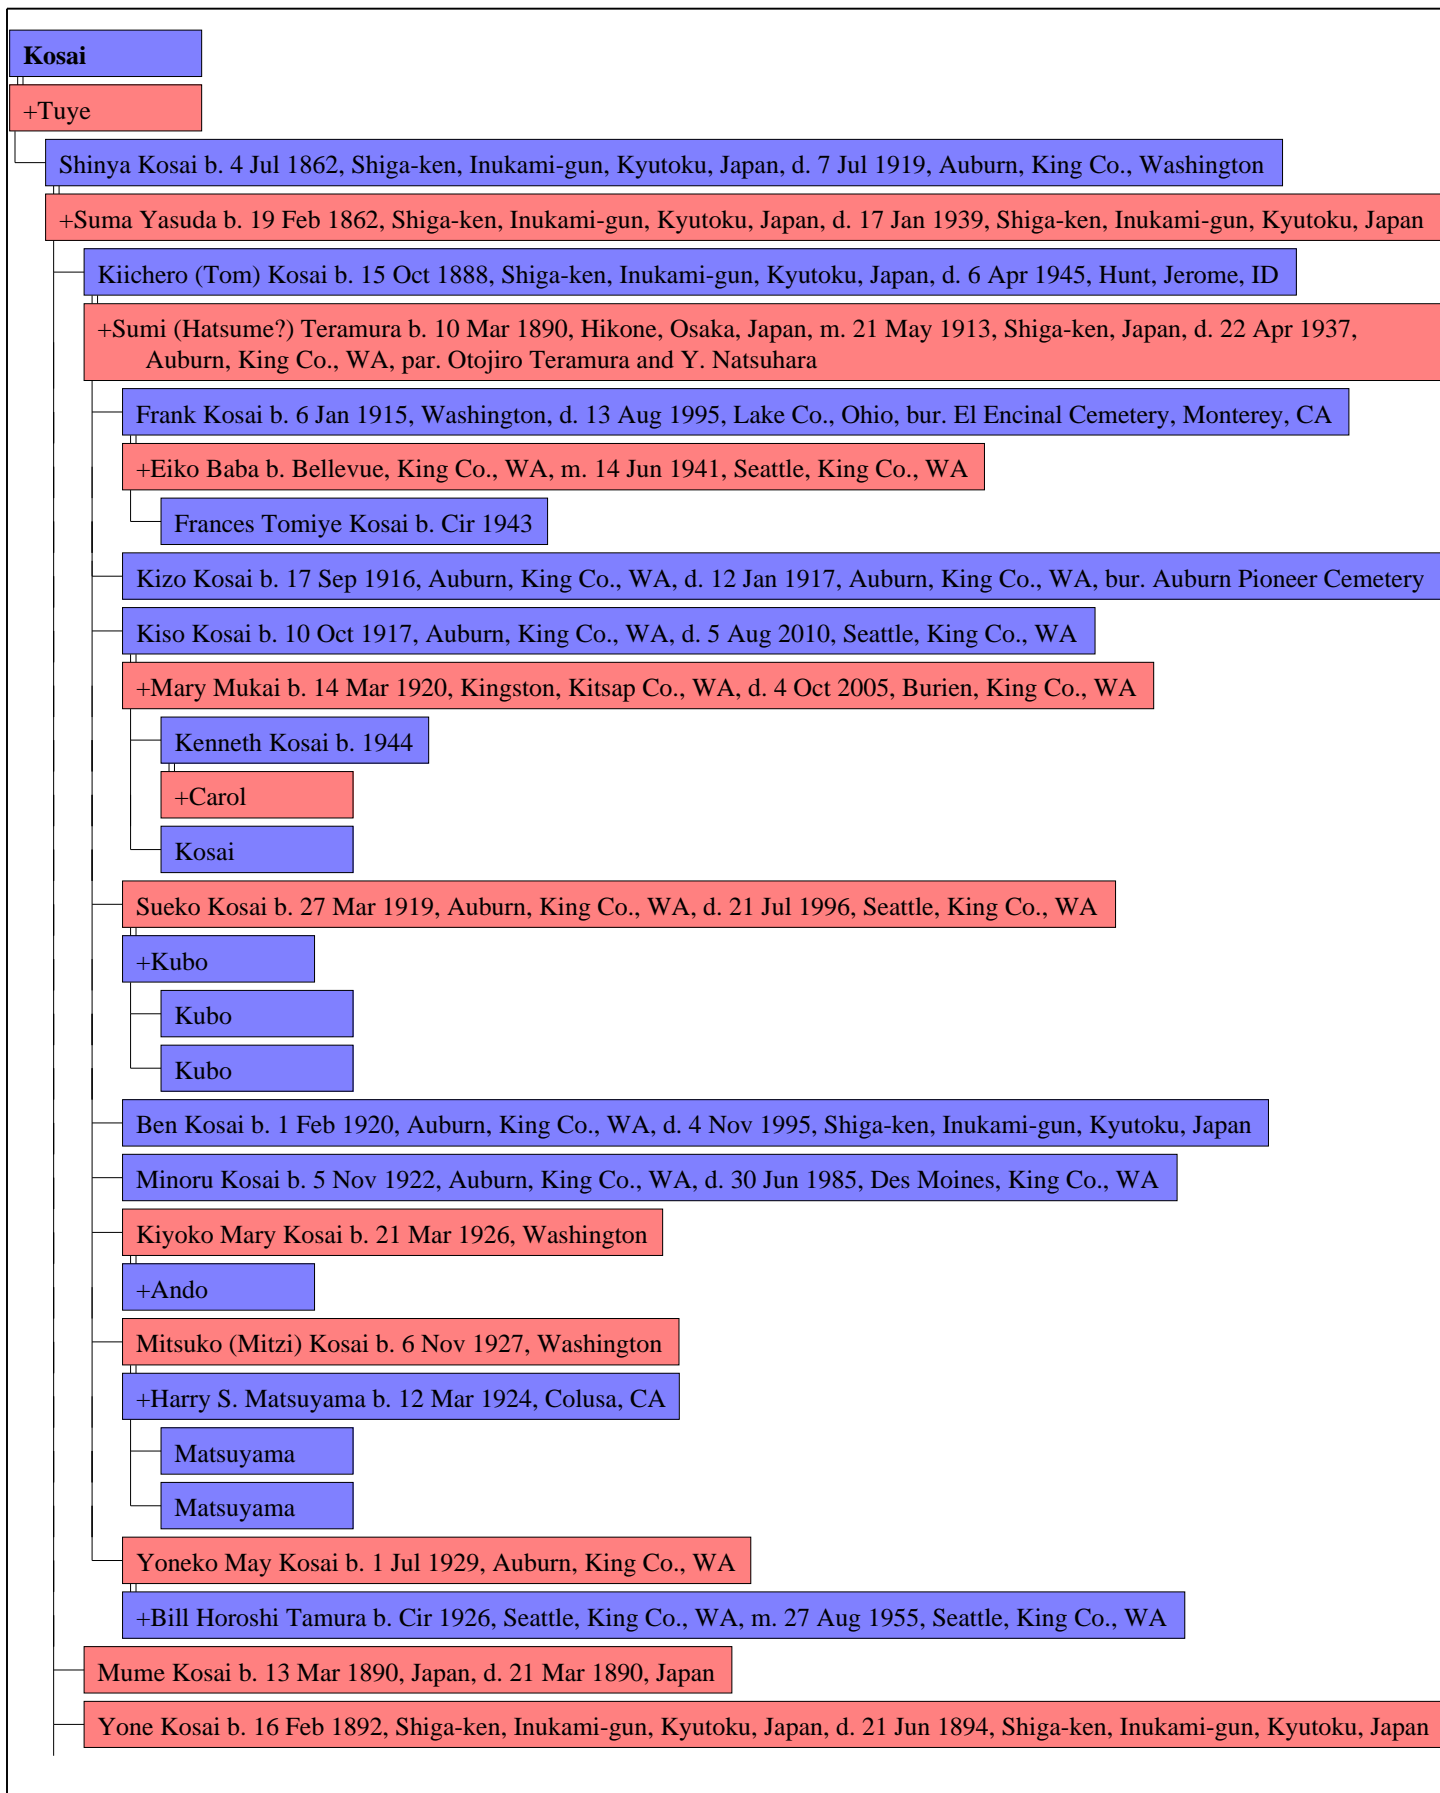 Kosai
+Tuye
Shinya Kosai b. 4 Jul 1862, Shiga-ken, Inukami-gun, Kyutoku, Japan, d. 7 Jul 1919, Auburn, King Co., Washington
+Suma Yasuda b. 19 Feb 1862, Shiga-ken, Inukami-gun, Kyutoku, Japan, d. 17 Jan 1939, Shiga-ken, Inukami-gun, Kyutoku, Japan
Kiichero (Tom) Kosai b. 15 Oct 1888, Shiga-ken, Inukami-gun, Kyutoku, Japan, d. 6 Apr 1945, Hunt, Jerome, ID
+Sumi (Hatsume?) Teramura b. 10 Mar 1890, Hikone, Osaka, Japan, m. 21 May 1913, Shiga-ken, Japan, d. 22 Apr 1937,
Auburn, King Co., WA, par. Otojiro Teramura and Y. Natsuhara
Frank Kosai b. 6 Jan 1915, Washington, d. 13 Aug 1995, Lake Co., Ohio, bur. El Encinal Cemetery, Monterey, CA
+Eiko Baba b. Bellevue, King Co., WA, m. 14 Jun 1941, Seattle, King Co., WA
Frances Tomiye Kosai b. Cir 1943
Kizo Kosai b. 17 Sep 1916, Auburn, King Co., WA, d. 12 Jan 1917, Auburn, King Co., WA, bur. Auburn Pioneer Cemetery
Kiso Kosai b. 10 Oct 1917, Auburn, King Co., WA, d. 5 Aug 2010, Seattle, King Co., WA
+Mary Mukai b. 14 Mar 1920, Kingston, Kitsap Co., WA, d. 4 Oct 2005, Burien, King Co., WA
Kenneth Kosai b. 1944
+Carol
Kosai
Sueko Kosai b. 27 Mar 1919, Auburn, King Co., WA, d. 21 Jul 1996, Seattle, King Co., WA
+Kubo
Kubo
Kubo
Ben Kosai b. 1 Feb 1920, Auburn, King Co., WA, d. 4 Nov 1995, Shiga-ken, Inukami-gun, Kyutoku, Japan
Minoru Kosai b. 5 Nov 1922, Auburn, King Co., WA, d. 30 Jun 1985, Des Moines, King Co., WA
Kiyoko Mary Kosai b. 21 Mar 1926, Washington
+Ando
Mitsuko (Mitzi) Kosai b. 6 Nov 1927, Washington
+Harry S. Matsuyama b. 12 Mar 1924, Colusa, CA
Matsuyama
Matsuyama
Yoneko May Kosai b. 1 Jul 1929, Auburn, King Co., WA
+Bill Horoshi Tamura b. Cir 1926, Seattle, King Co., WA, m. 27 Aug 1955, Seattle, King Co., WA
Mume Kosai b. 13 Mar 1890, Japan, d. 21 Mar 1890, Japan
Yone Kosai b. 16 Feb 1892, Shiga-ken, Inukami-gun, Kyutoku, Japan, d. 21 Jun 1894, Shiga-ken, Inukami-gun, Kyutoku, Japan